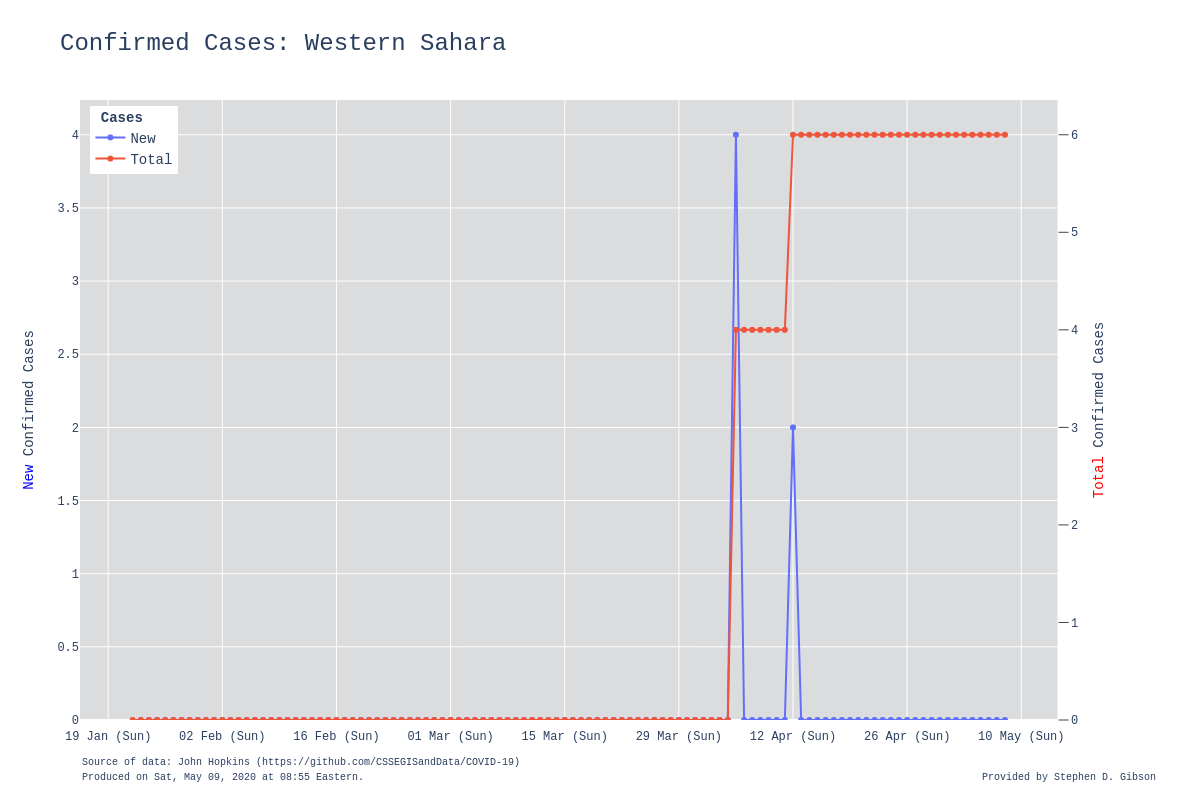 Confirmed Cases: Western Sahara
Cases
New
Total
4
3.5
3
2.5
2
1.5
1
0.5
0
New Confirmed Cases
6
5
4
3
2
1
0
Total Confirmed Cases
19 Jan (Sun) 02 Feb (Sun) 16 Feb (Sun) 01 Mar (Sun) 15 Mar (Sun) 29 Mar (Sun) 12 Apr (Sun) 26 Apr (Sun) 10 May (Sun)
Source of data: John Hopkins (https://github.com/CSSEGISandData/COVID-19)
Produced on Sat, May 09, 2020 at 08:55 Eastern.
Provided by Stephen D. Gibson